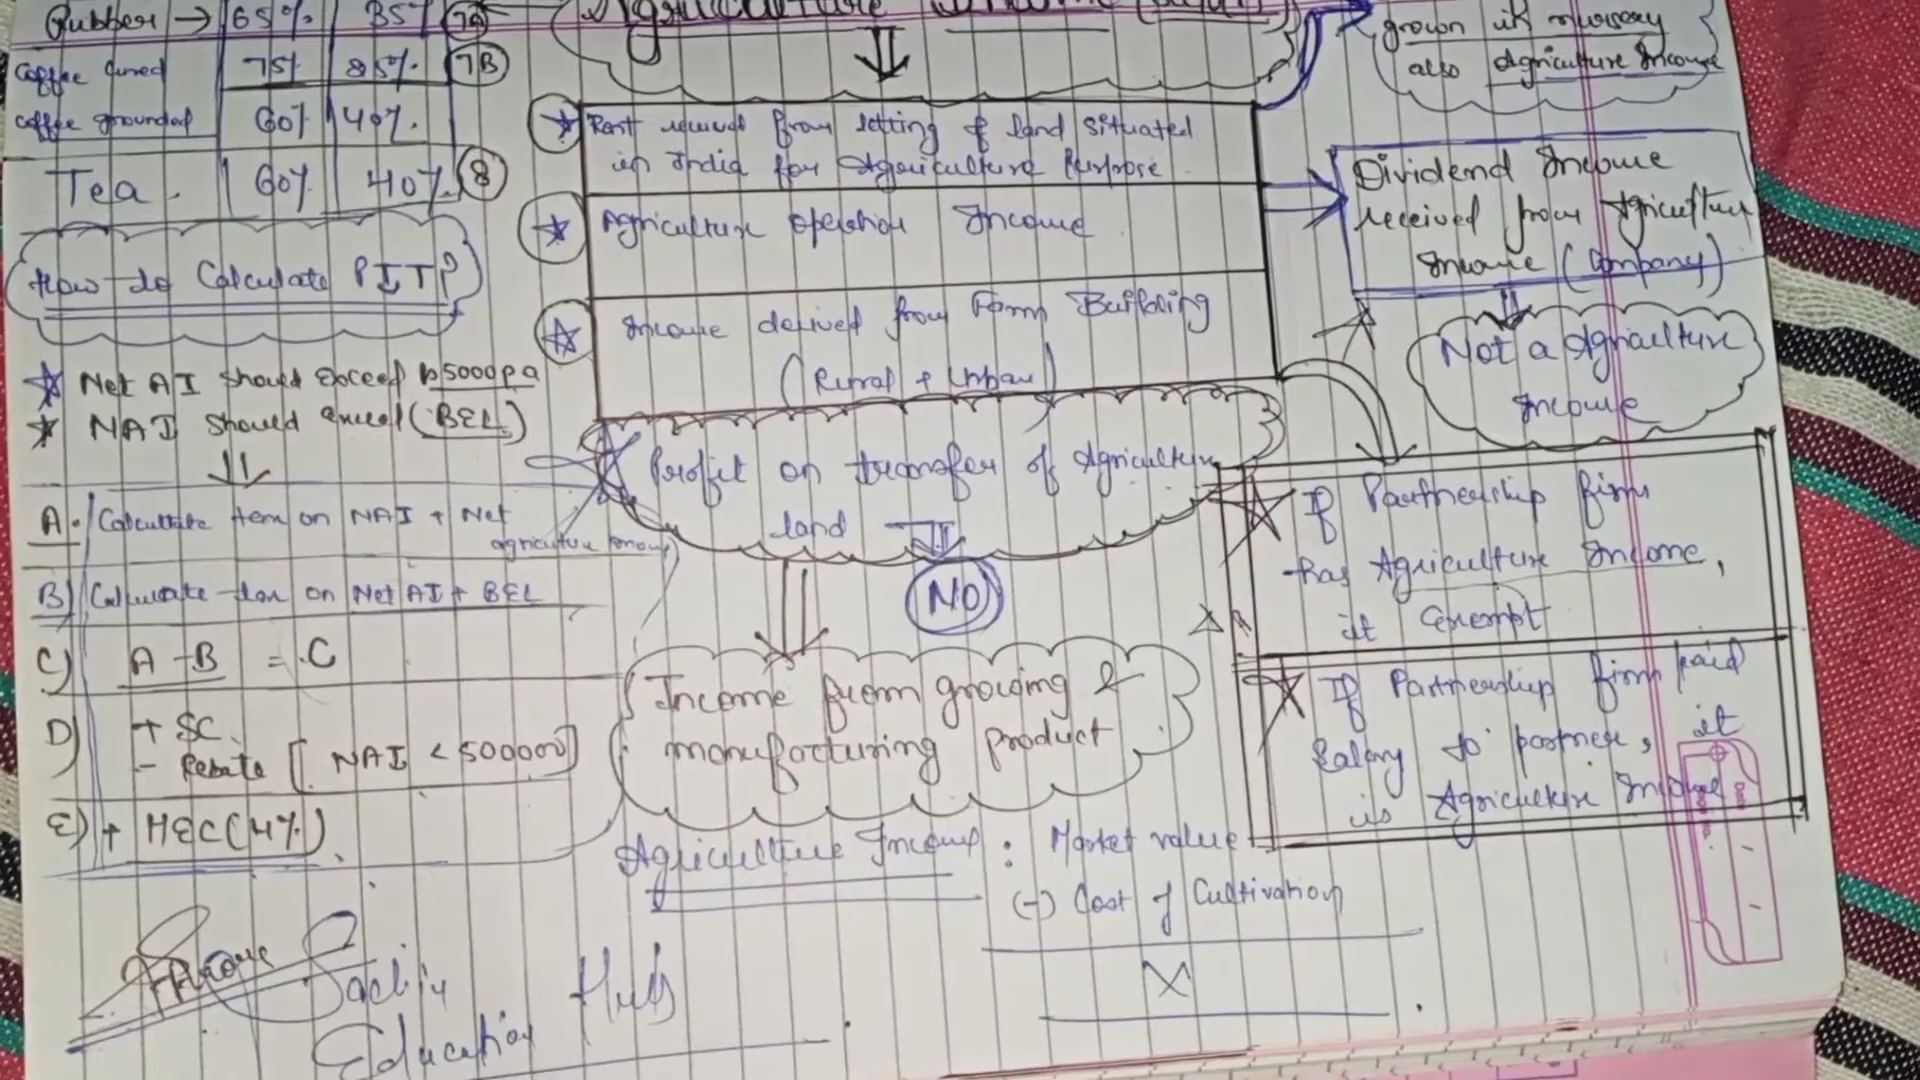 Rubber → 65% 35% 7A
Agriculture Income
grown in nursery
also Agriculture Income
Coffee cured 75% 25% 7B
coffee grounded 60% 40%
Tea 60% 40% 8
How to Calculate PIT?
★ Net AI should exceed 5000 p.a
★ NAI should exceed (BEL)
A. Calculate tax on NAI + Net
agriculture Income
B) Calculate tax on Net AI + BEL
C) A - B = C
D) + SC
- Rebate [NAI < 500000]
E) + HEC (4%)
★ Rent received from letting of land situated
in India for Agriculture Purpose
★ Agriculture operation Income
★ Income derived from Farm Building
(Rural + Urban)
Profit on transfer of Agriculture
land
NO
Income from growing &
manufacturing product
Agriculture Income : Market value
(-) Cost of Cultivation
X
Dividend Income
received from Agriculture
Income (Company)
Not a Agriculture
Income
★ If Partnership firm
has Agriculture Income,
it Exempt
★ If Partnership firm paid
Salary to partner, it
is Agriculture Income
Education Hub